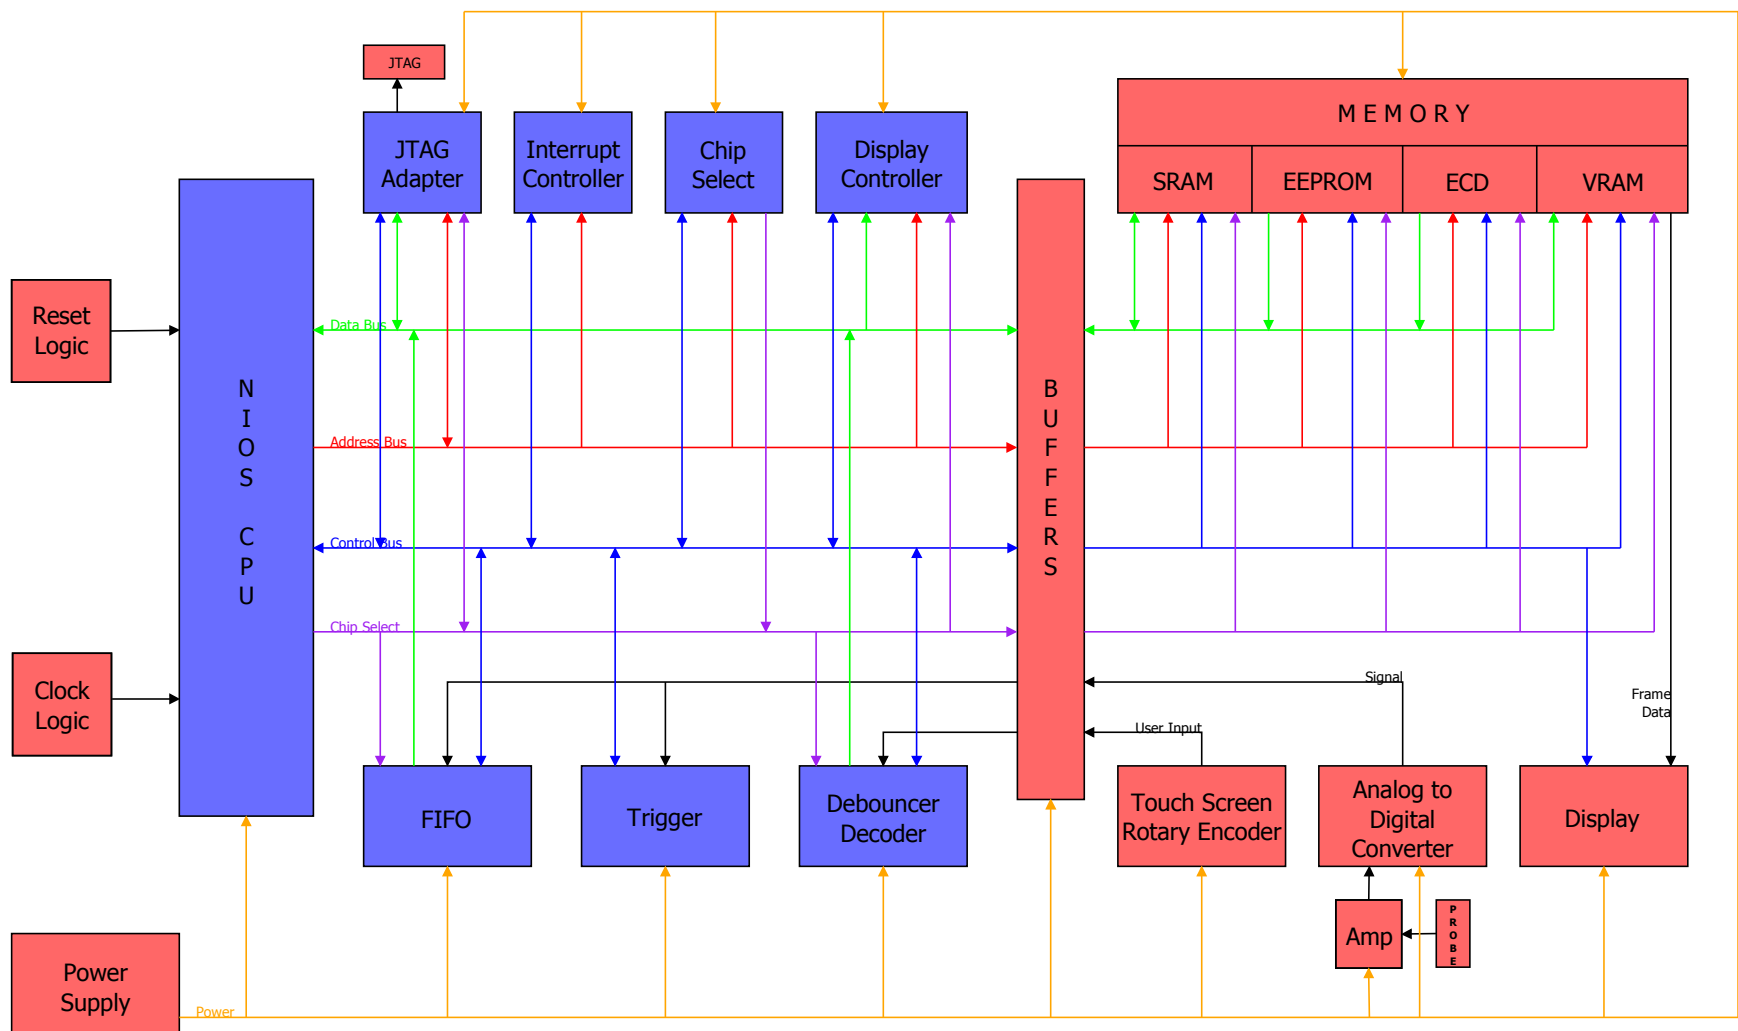 JTAG
JTAG
Adapter
Interrupt
Controller
Chip
Select
Display
Controller
M E M O R Y
SRAM
EEPROM
ECD
VRAM
Reset
Logic
N
I
O
S
C
P
U
Data Bus
Address Bus
Control Bus
Chip Select
B
U
F
F
E
R
S
Clock
Logic
Signal
User Input
Frame
Data
FIFO
Trigger
Debouncer
Decoder
Touch Screen
Rotary Encoder
Analog to
Digital
Converter
Display
Amp
P
R
O
B
E
Power
Supply
Power